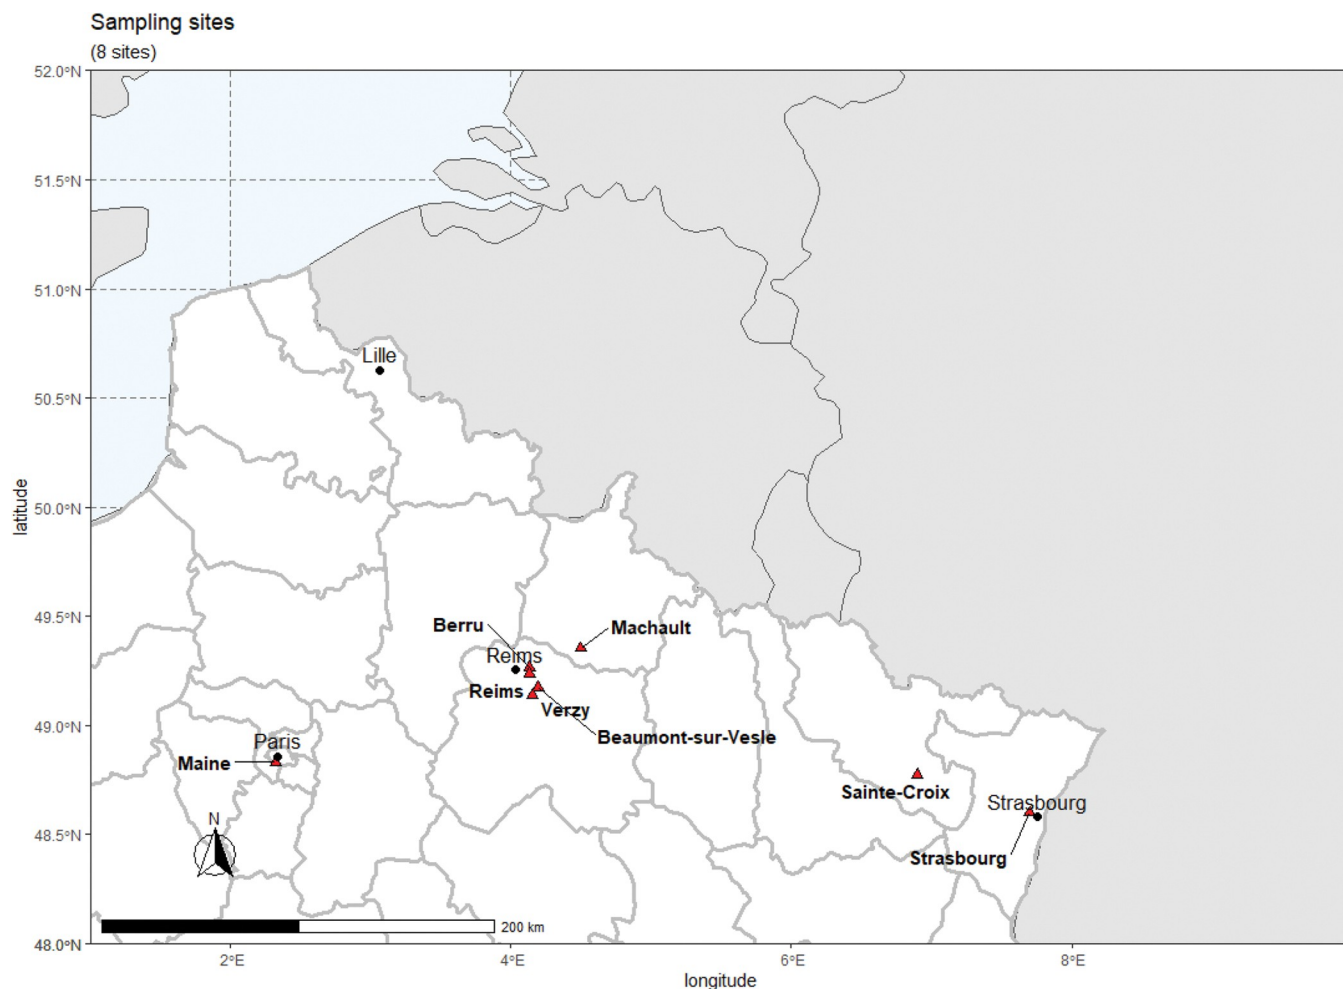 Sampling sites
(8 sites)
52.0°N
51.5°N
51.0°N
50.5°N
50.0°N
49.5°N
49.0°N
48.5°N
48.0°N
latitude
Lille
Berru
Machault
Reims
Reims
Verzy
Beaumont-sur-Vesle
Paris
Maine
Sainte-Croix
Strasbourg
Strasbourg
N
200 km
2°E
4°E
6°E
8°E
longitude